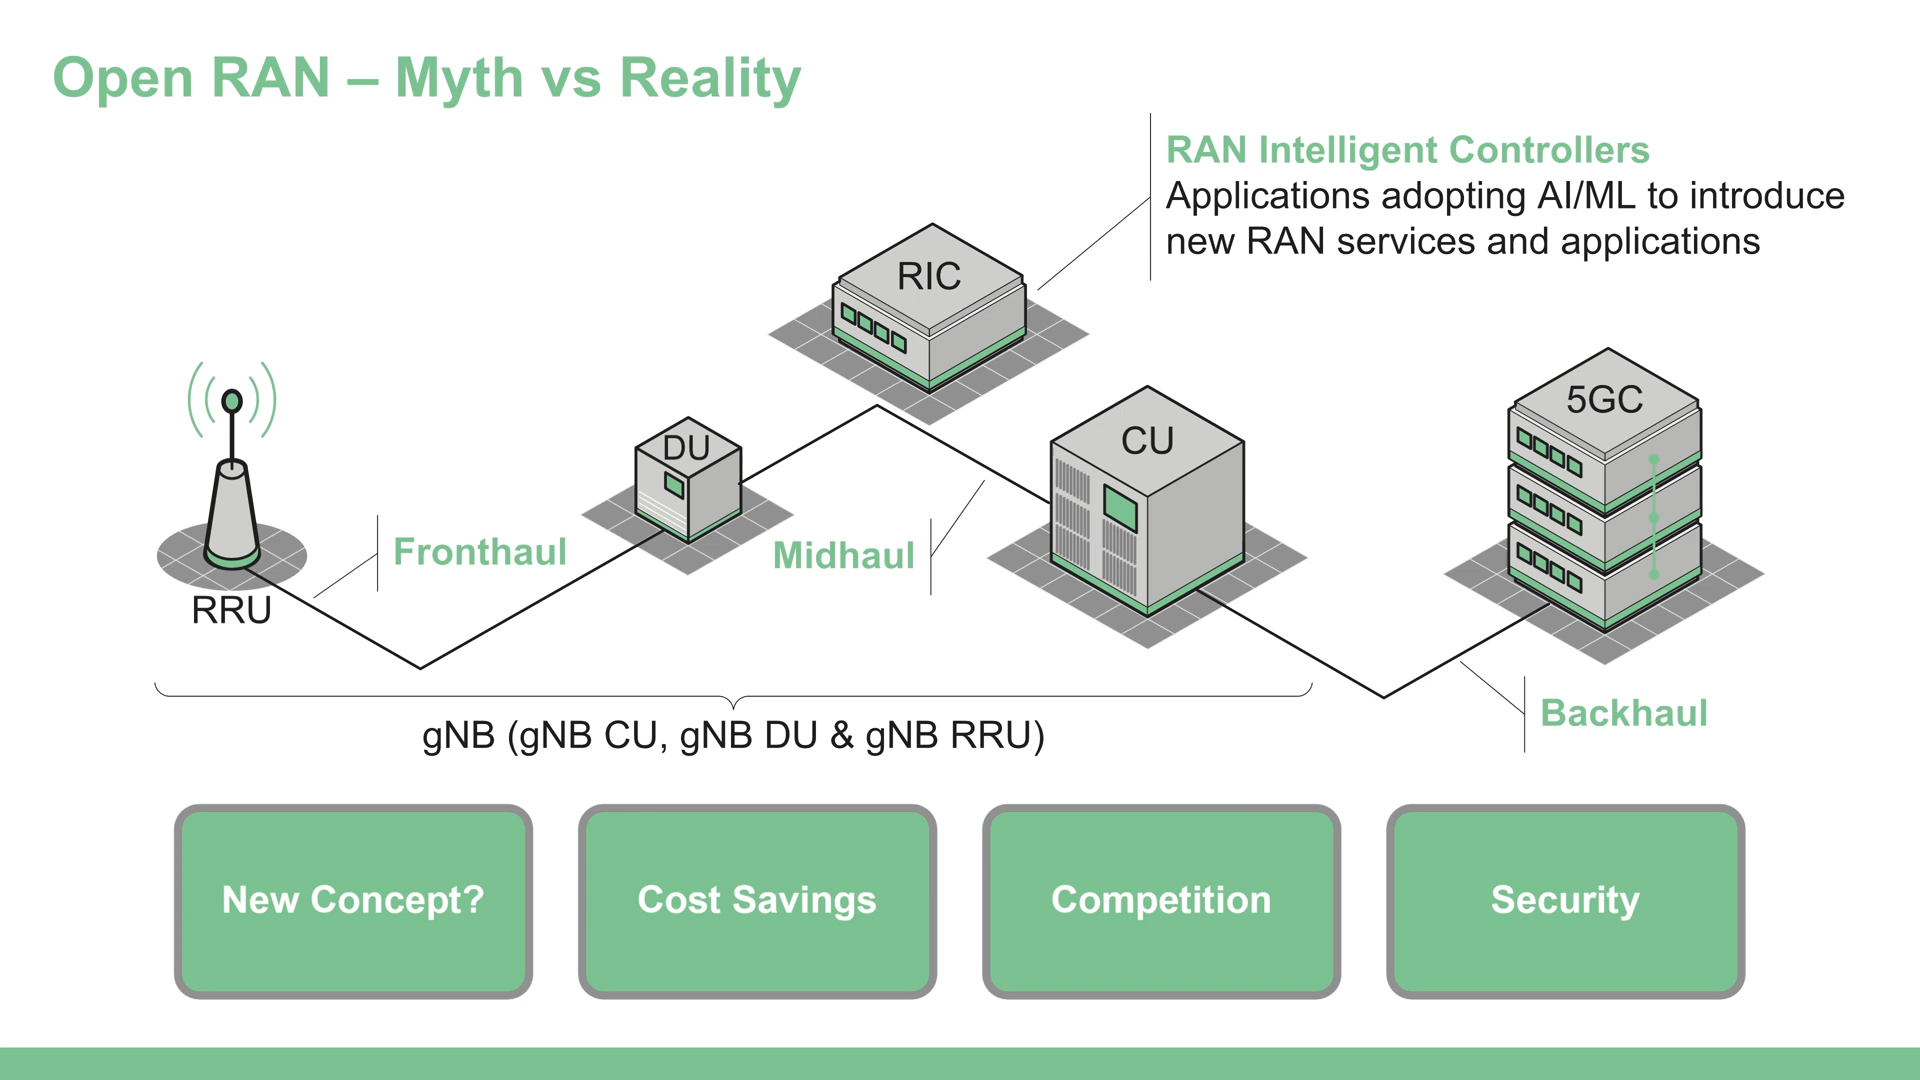 Open RAN – Myth vs Reality
RAN Intelligent Controllers
Applications adopting AI/ML to introduce
new RAN services and applications
RIC
5GC
CU
DU
Fronthaul
Midhaul
RRU
Backhaul
gNB (gNB CU, gNB DU & gNB RRU)
New Concept?
Cost Savings
Competition
Security